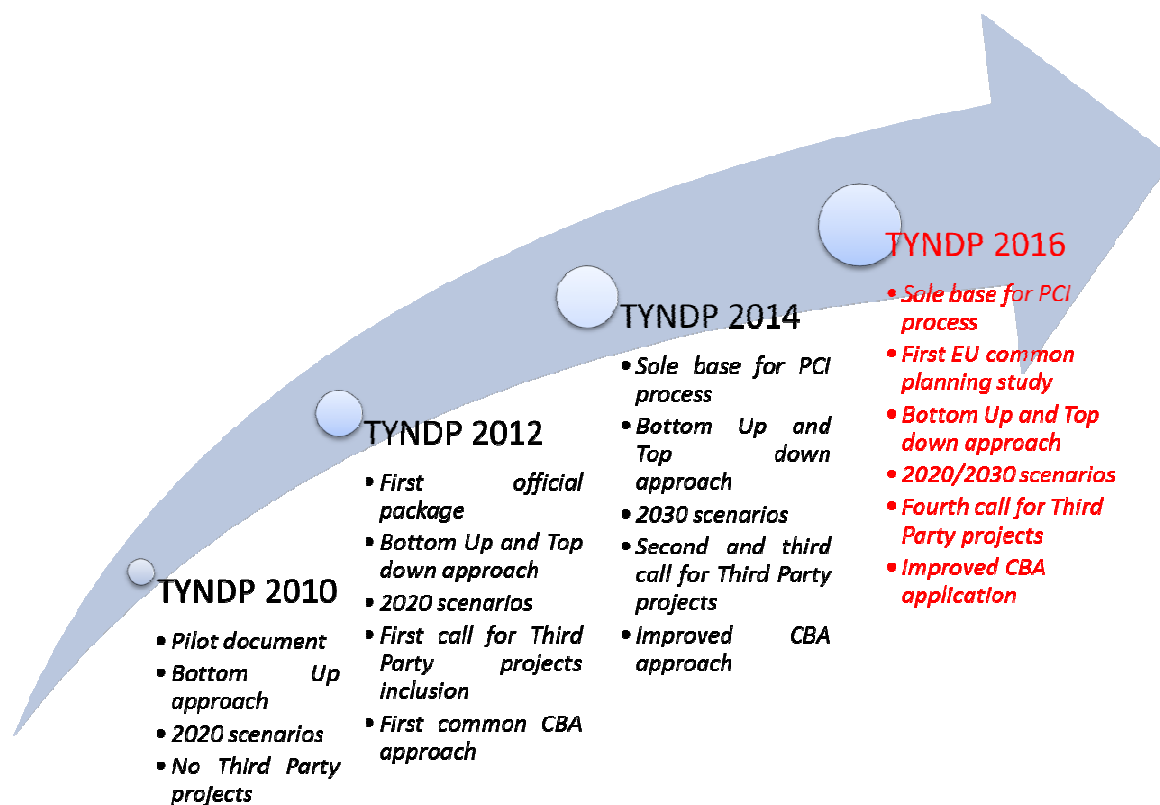 TYNDP 2010
• Pilot document
• Bottom Up
approach
• 2020 scenarios
• No Third Party
projects
TYNDP 2012
• First official
package
• Bottom Up and Top
down approach
• 2020 scenarios
• First call for Third
Party projects
inclusion
• First common CBA
approach
TYNDP 2014
• Sole base for PCI
process
• Bottom Up and
Top down
approach
• 2030 scenarios
• Second and third
call for Third Party
projects
• Improved CBA
approach
TYNDP 2016
• Sole base for PCI
process
• First EU common
planning study
• Bottom Up and Top
down approach
• 2020/2030 scenarios
• Fourth call for Third
Party projects
• Improved CBA
application